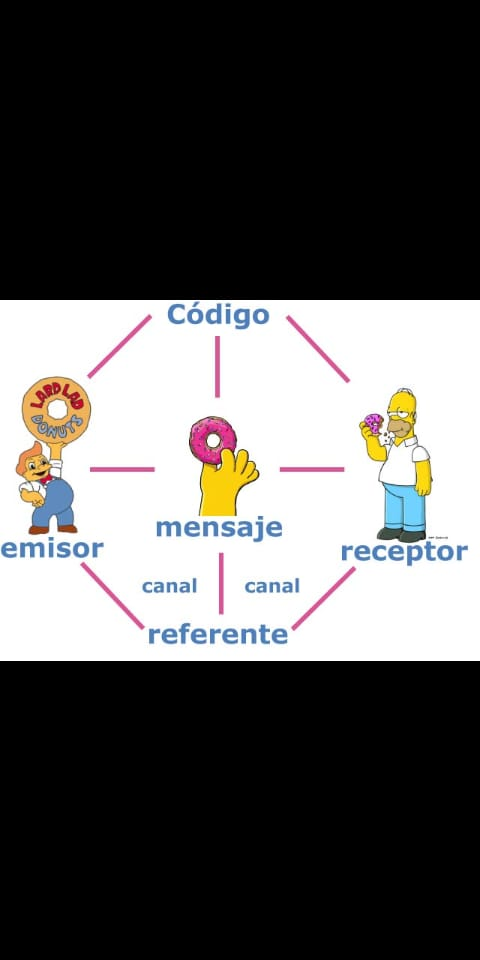 Código
LARD LAD
DONUTS
mensaje
emisor
receptor
canal canal
referente